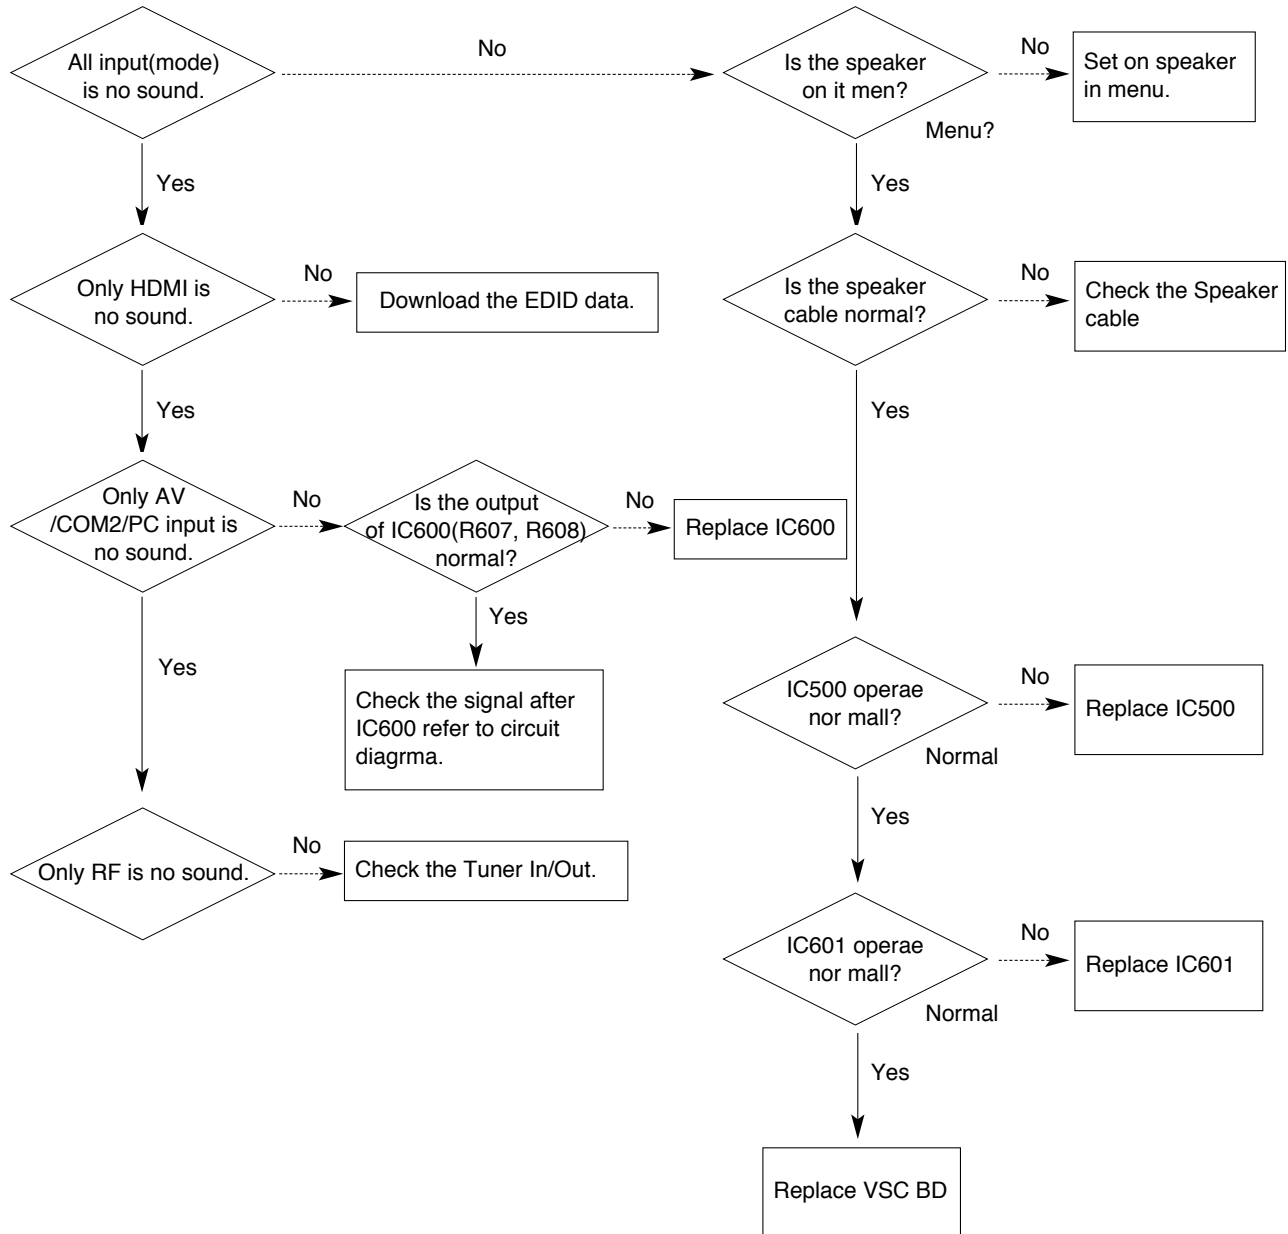 All input(mode)
is no sound.
No
Is the speaker
on it men?
No
Set on speaker
in menu.
Menu?
Yes
Yes
Only HDMI is
no sound.
No
Download the EDID data.
Is the speaker
cable normal?
No
Check the Speaker
cable
Yes
Yes
Only AV
/COM2/PC input is
no sound.
No
Is the output
of IC600(R607, R608)
normal?
No
Replace IC600
Yes
Yes
Check the signal after
IC600 refer to circuit
diagrma.
IC500 operae
nor mall?
No
Replace IC500
Normal
Yes
Only RF is no sound.
No
Check the Tuner In/Out.
IC601 operae
nor mall?
No
Replace IC601
Normal
Yes
Replace VSC BD